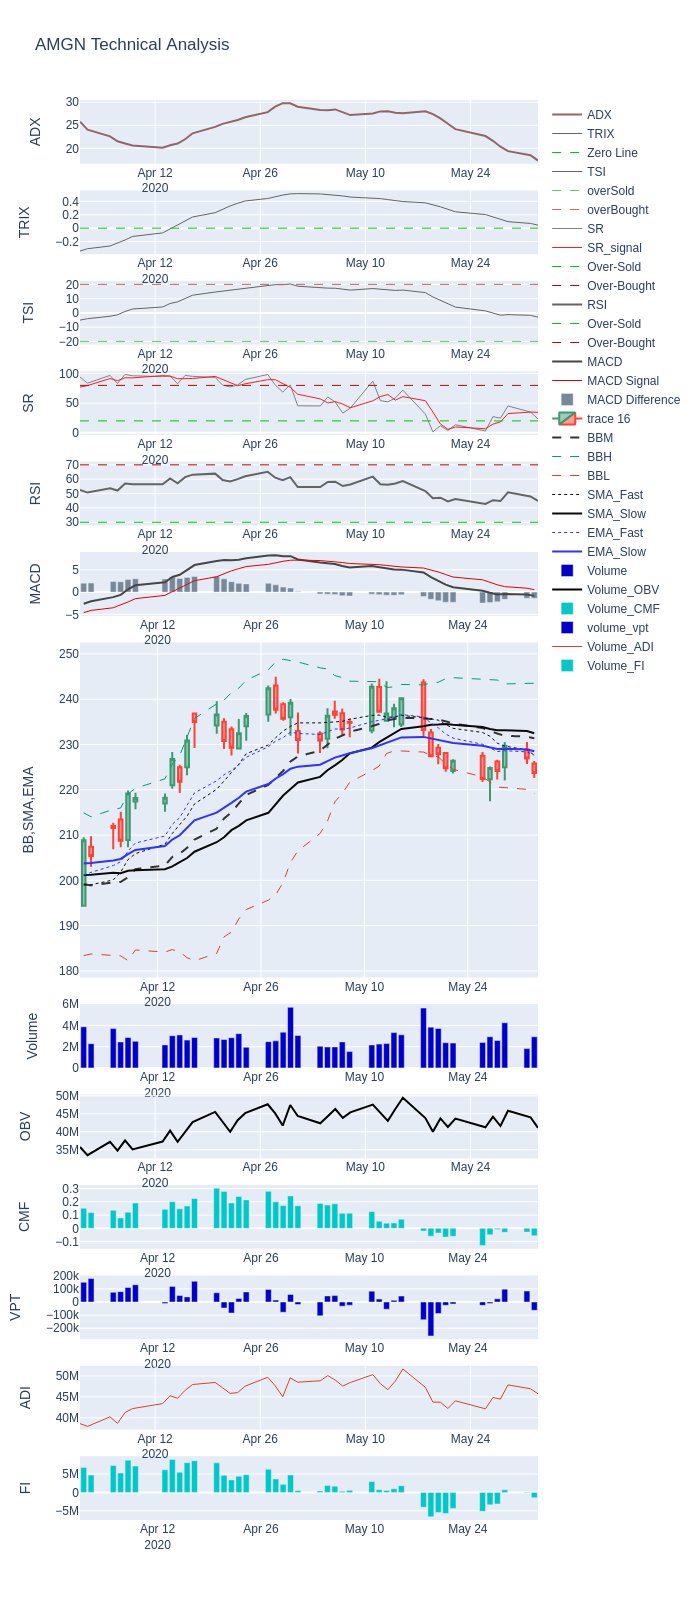 AMGN Technical Analysis
ADX
30
25
20
Apr 12
2020
Apr 26
May 10
May 24
TRIX
0.4
0.2
0
−0.2
Apr 12
2020
Apr 26
May 10
May 24
TSI
20
10
0
−10
−20
Apr 12
2020
Apr 26
May 10
May 24
SR
100
50
0
Apr 12
2020
Apr 26
May 10
May 24
RSI
70
60
50
40
30
Apr 12
2020
Apr 26
May 10
May 24
MACD
5
0
−5
Apr 12
2020
Apr 26
May 10
May 24
BB,SMA,EMA
250
240
230
220
210
200
190
180
Apr 12
2020
Apr 26
May 10
May 24
Volume
6M
4M
2M
0
Apr 12
2020
Apr 26
May 10
May 24
OBV
50M
45M
40M
35M
Apr 12
2020
Apr 26
May 10
May 24
CMF
0.3
0.2
0.1
0
−0.1
Apr 12
2020
Apr 26
May 10
May 24
VPT
200k
100k
0
−100k
−200k
Apr 12
2020
Apr 26
May 10
May 24
ADI
50M
45M
40M
Apr 12
2020
Apr 26
May 10
May 24
FI
5M
0
−5M
Apr 12
2020
Apr 26
May 10
May 24
ADX
TRIX
Zero Line
TSI
overSold
overBought
SR
SR_signal
Over-Sold
Over-Bought
RSI
Over-Sold
Over-Bought
MACD
MACD Signal
MACD Difference
trace 16
BBM
BBH
BBL
SMA_Fast
SMA_Slow
EMA_Fast
EMA_Slow
Volume
Volume_OBV
Volume_CMF
volume_vpt
Volume_ADI
Volume_FI